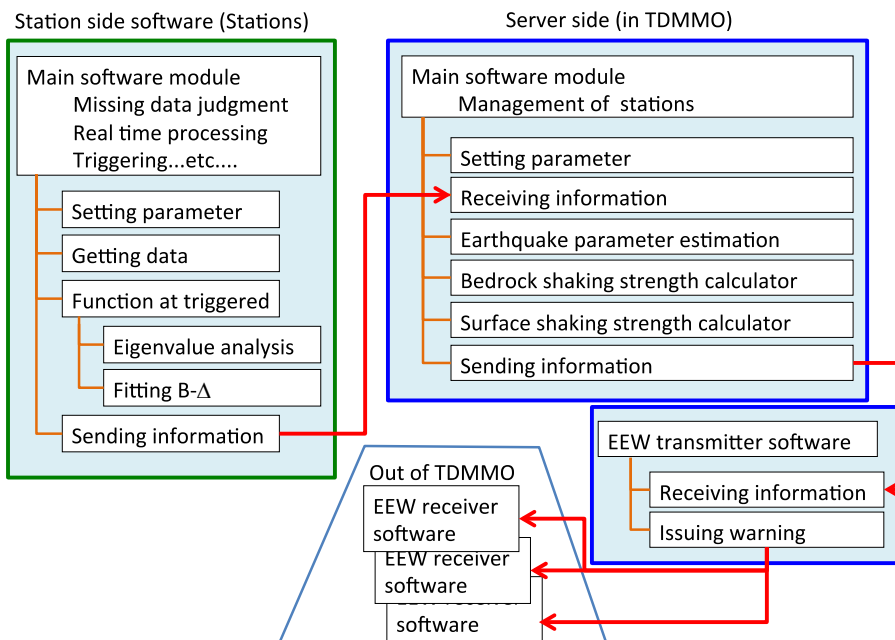 Station side software (Stations)
Main software module
Missing data judgment
Real time processing
Triggering...etc....
Setting parameter
Getting data
Function at triggered
Eigenvalue analysis
Fitting B-Δ
Sending information
Server side (in TDMMO)
Main software module
Management of stations
Setting parameter
Receiving information
Earthquake parameter estimation
Bedrock shaking strength calculator
Surface shaking strength calculator
Sending information
EEW transmitter software
Receiving information
Issuing warning
Out of TDMMO
EEW receiver
software
EEW receiver
software
EEW receiver
software